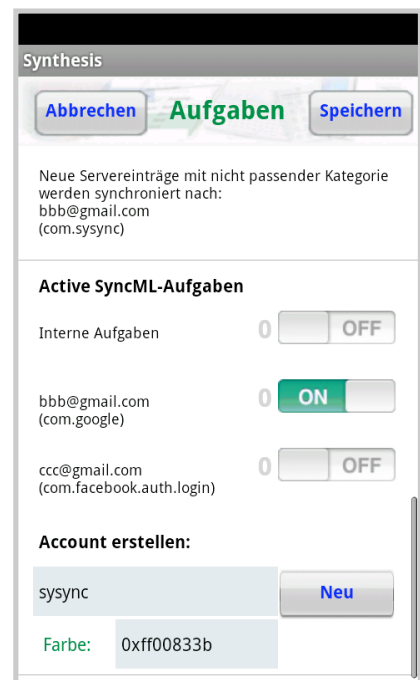 Synthesis
Abbrechen Aufgaben Speichern
Neue Servereinträge mit nicht passender Kategorie
werden synchroniert nach:
bbb@gmail.com
(com.sysync)
Active SyncML-Aufgaben
Interne Aufgaben 0 OFF
bbb@gmail.com 0 ON
(com.google)
ccc@gmail.com 0 OFF
(com.facebook.auth.login)
Account erstellen:
sysync Neu
Farbe: 0xff00833b